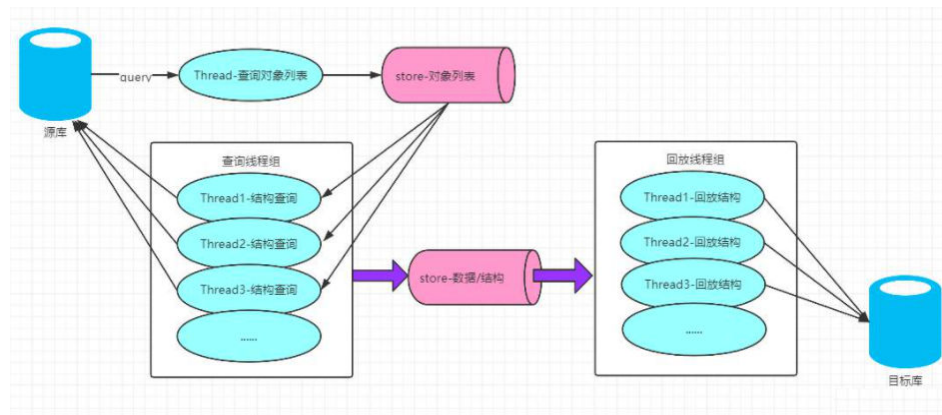 query
Thread-查询对象列表
store-对象列表
源库
查询线程组
Thread1-结构查询
Thread2-结构查询
Thread3-结构查询
......
store-数据/结构
回放线程组
Thread1-回放结构
Thread2-回放结构
Thread3-回放结构
......
目标库